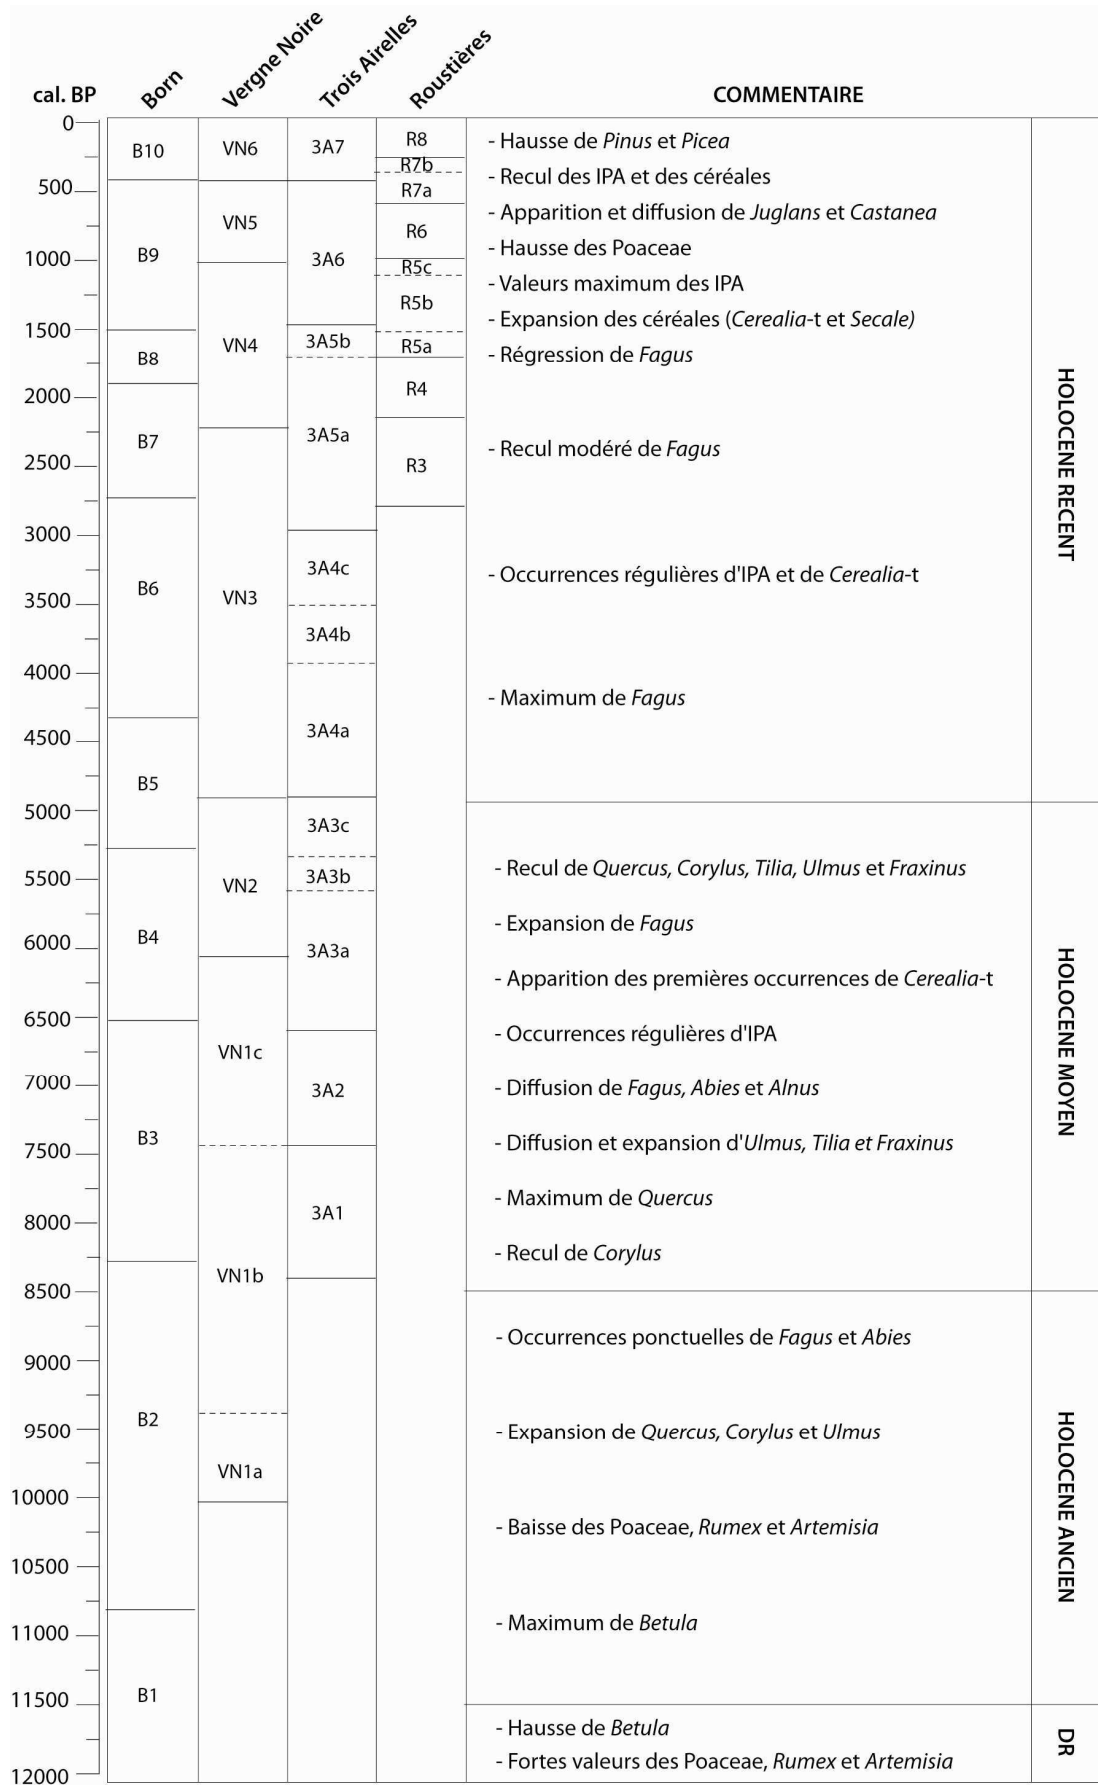 cal. BP
Born
Vergne Noire
Trois Airelles
Roustières
COMMENTAIRE
0
500
1000
1500
2000
2500
3000
3500
4000
4500
5000
5500
6000
6500
7000
7500
8000
8500
9000
9500
10000
10500
11000
11500
12000
B10
B9
B8
B7
B6
B5
B4
B3
B2
B1
VN6
VN5
VN4
VN3
VN2
VN1c
VN1b
VN1a
3A7
3A6
3A5b
3A5a
3A4c
3A4b
3A4a
3A3c
3A3b
3A3a
3A2
3A1
R8
R7b
R7a
R6
R5c
R5b
R5a
R4
R3
- Hausse de Pinus et Picea
- Recul des IPA et des céréales
- Apparition et diffusion de Juglans et Castanea
- Hausse des Poaceae
- Valeurs maximum des IPA
- Expansion des céréales (Cerealia-t et Secale)
- Régression de Fagus
- Recul modéré de Fagus
- Occurrences régulières d'IPA et de Cerealia-t
- Maximum de Fagus
HOLOCENE RECENT
- Recul de Quercus, Corylus, Tilia, Ulmus et Fraxinus
- Expansion de Fagus
- Apparition des premières occurrences de Cerealia-t
- Occurrences régulières d'IPA
- Diffusion de Fagus, Abies et Alnus
- Diffusion et expansion d'Ulmus, Tilia et Fraxinus
- Maximum de Quercus
- Recul de Corylus
HOLOCENE MOYEN
- Occurrences ponctuelles de Fagus et Abies
- Expansion de Quercus, Corylus et Ulmus
- Baisse des Poaceae, Rumex et Artemisia
- Maximum de Betula
HOLOCENE ANCIEN
- Hausse de Betula
- Fortes valeurs des Poaceae, Rumex et Artemisia
DR